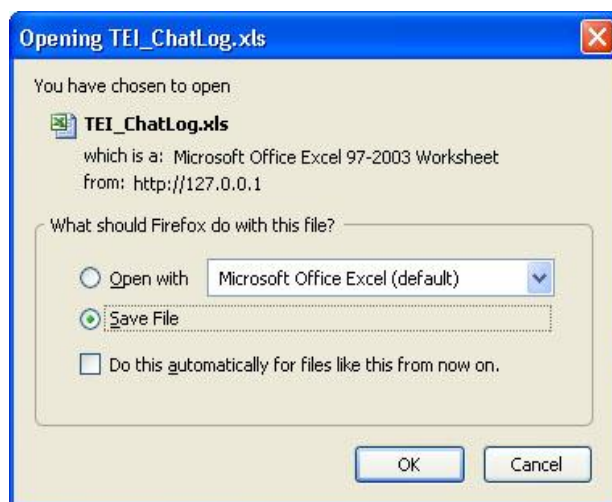 Opening TEI_ChatLog.xls
You have chosen to open
TEI_ChatLog.xls
which is a: Microsoft Office Excel 97-2003 Worksheet
from: http://127.0.0.1
What should Firefox do with this file?
Open with Microsoft Office Excel (default)
Save File
Do this automatically for files like this from now on.
OK Cancel